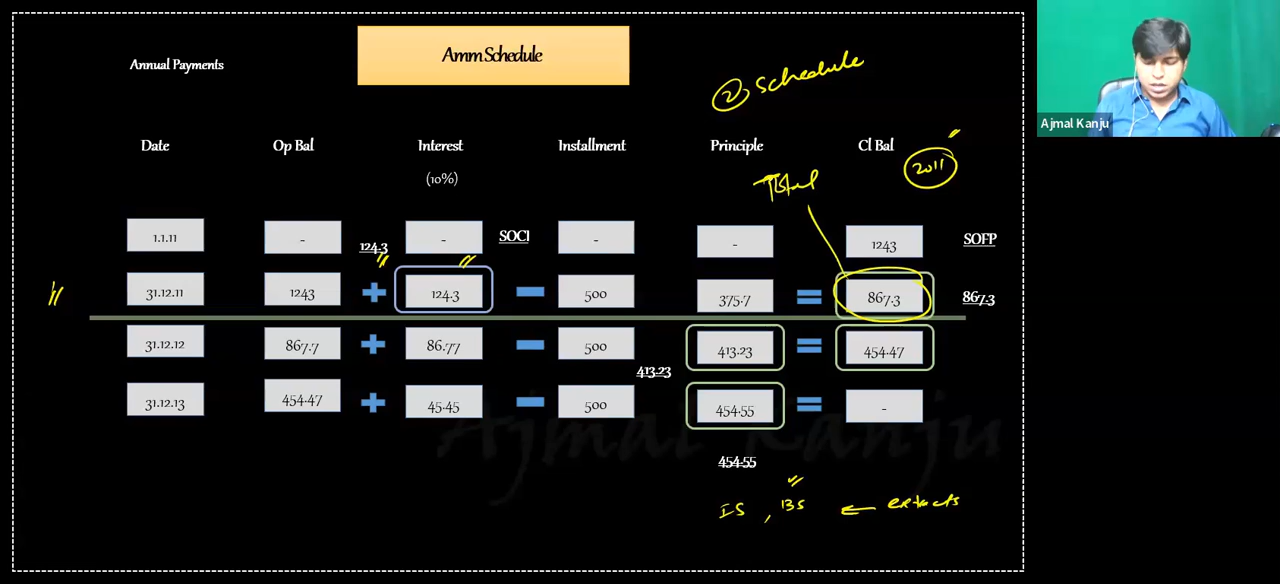 Amm Schedule
Annual Payments
② schedule
Date Op Bal Interest Installment Principle Cl Bal
(10%)
2011
Total
1.1.11 - - SOCI - - 1243 SOFP
124.3
31.12.11 1243 + 124.3 - 500 375.7 = 867.3 867.3
31.12.12 867.7 + 86.77 - 500 413.23 = 454.47
413.23
31.12.13 454.47 + 45.45 - 500 454.55 = -
Ajmal Kanju
454.55
IS, BS ← extracts
Ajmal Kanju